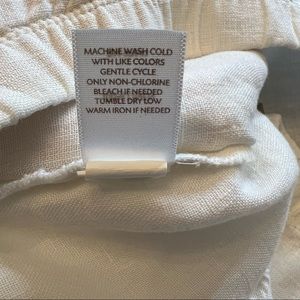 MACHINE WASH COLD
WITH LIKE COLORS
GENTLE CYCLE
ONLY NON-CHLORINE
BLEACH IF NEEDED
TUMBLE DRY LOW
WARM IRON IF NEEDED